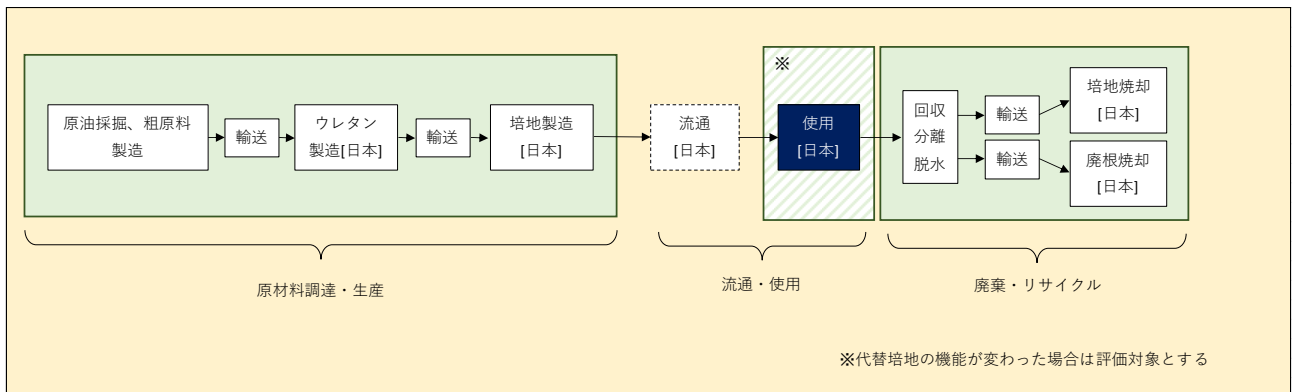 原油採掘、粗原料
製造
輸送
ウレタン
製造[日本]
輸送
培地製造
[日本]
流通
[日本]
※
使用
[日本]
回収
分離
脱水
輸送
輸送
培地焼却
[日本]
廃根焼却
[日本]
原材料調達・生産
流通・使用
廃棄・リサイクル
※代替培地の機能が変わった場合は評価対象とする